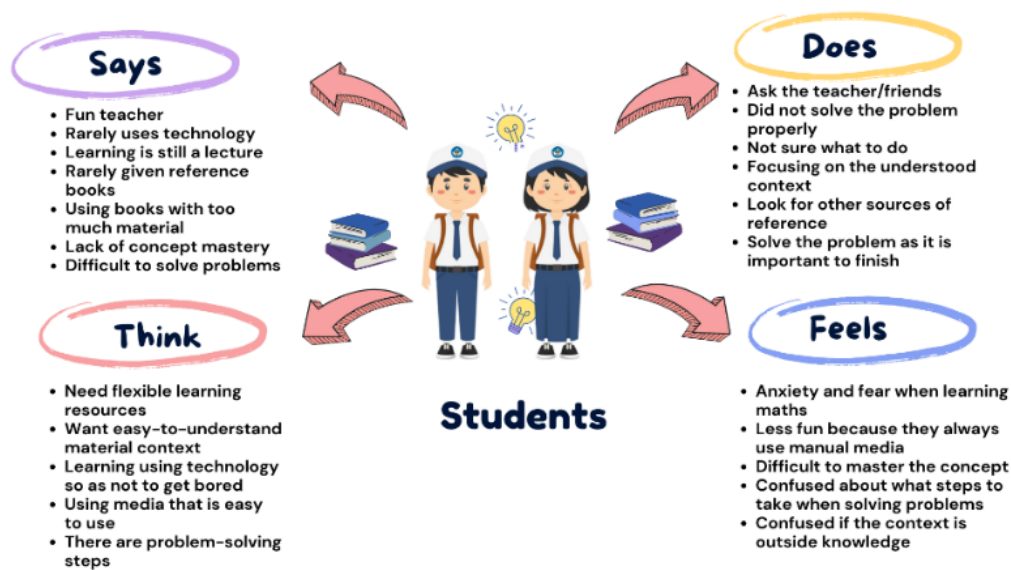 Says
• Fun teacher
• Rarely uses technology
• Learning is still a lecture
• Rarely given reference
books
• Using books with too
much material
• Lack of concept mastery
• Difficult to solve problems
Does
• Ask the teacher/friends
• Did not solve the problem
properly
• Not sure what to do
• Focusing on the understood
context
• Look for other sources of
reference
• Solve the problem as it is
important to finish
Think
• Need flexible learning
resources
• Want easy-to-understand
material context
• Learning using technology
so as not to get bored
• Using media that is easy
to use
• There are problem-solving
steps
Students
Feels
• Anxiety and fear when learning
maths
• Less fun because they always
use manual media
• Difficult to master the concept
• Confused about what steps to
take when solving problems
• Confused if the context is
outside knowledge